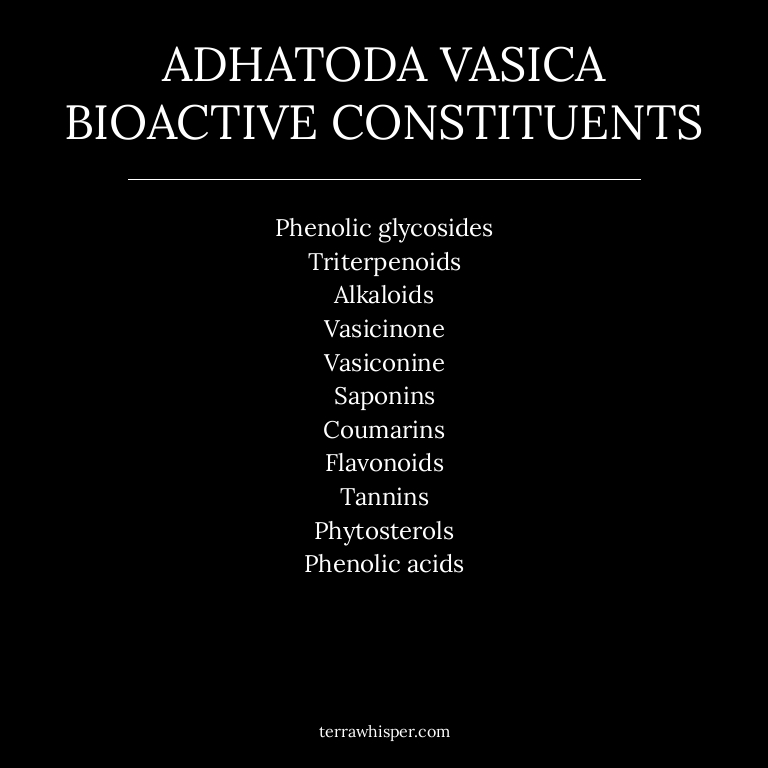 ADHATODA VASICA
BIOACTIVE CONSTITUENTS
Phenolic glycosides
Triterpenoids
Alkaloids
Vasicinone
Vasiconine
Saponins
Coumarins
Flavonoids
Tannins
Phytosterols
Phenolic acids
terrawhisper.com